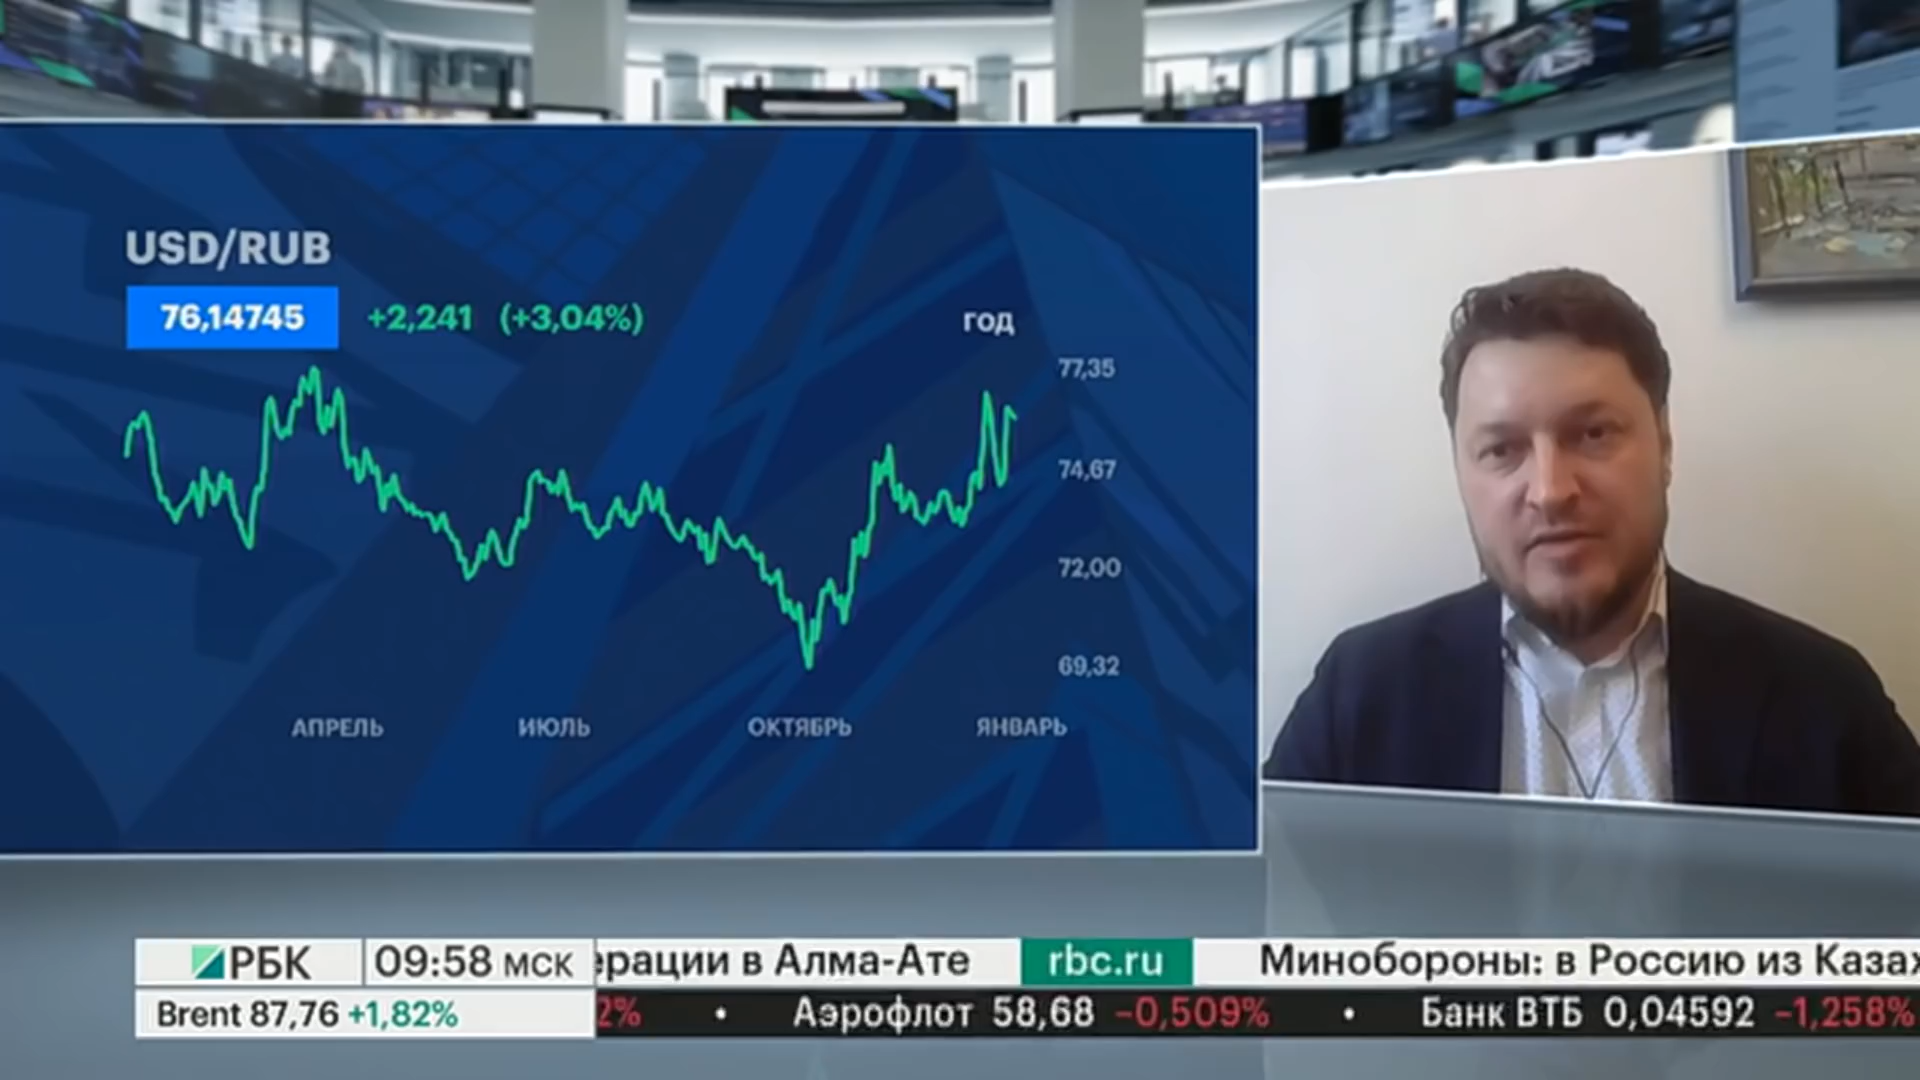 USD/RUB
76,14745 +2,241 (+3,04%)
год
77,35
74,67
72,00
69,32
АПРЕЛЬ ИЮЛЬ ОКТЯБРЬ ЯНВАРЬ
РБК 09:58 МСК ерации в Алма-Ате rbc.ru Минобороны: в Россию из Казах
Brent 87,76 +1,82% 2% • Аэрофлот 58,68 -0,509% • Банк ВТБ 0,04592 -1,258%